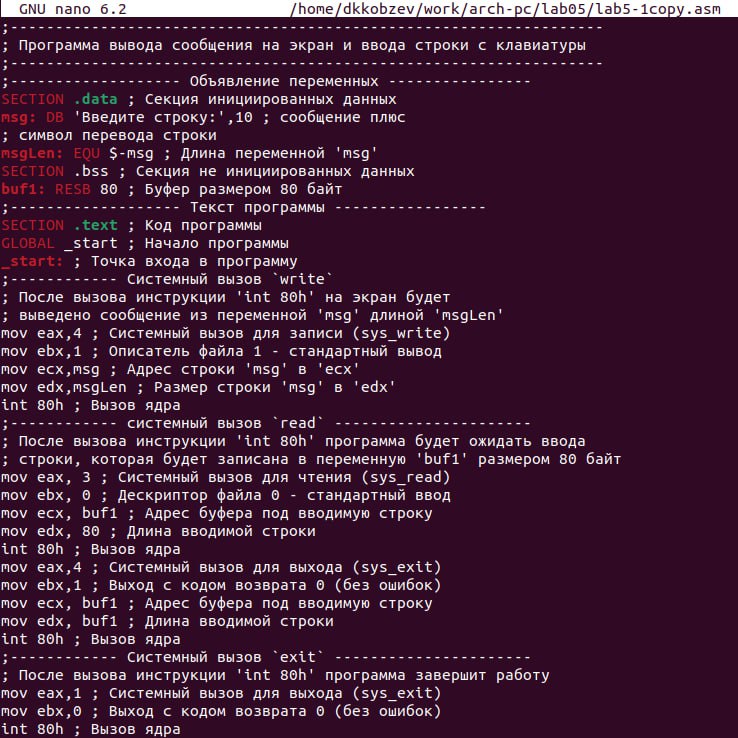 GNU nano 6.2 /home/dkkobzev/work/arch-pc/lab05/lab5-1copy.asm
;------------------------------------------------------------------
; Программа вывода сообщения на экран и ввода строки с клавиатуры
;------------------------------------------------------------------
;------------------- Объявление переменных ----------------
SECTION .data ; Секция инициированных данных
msg: DB 'Введите строку:',10 ; сообщение плюс
; символ перевода строки
msgLen: EQU $-msg ; Длина переменной 'msg'
SECTION .bss ; Секция не инициированных данных
buf1: RESB 80 ; Буфер размером 80 байт
;------------------- Текст программы -----------------
SECTION .text ; Код программы
GLOBAL _start ; Начало программы
_start: ; Точка входа в программу
;------------ Системный вызов `write`
; После вызова инструкции 'int 80h' на экран будет
; выведено сообщение из переменной 'msg' длиной 'msgLen'
mov eax,4 ; Системный вызов для записи (sys_write)
mov ebx,1 ; Описатель файла 1 - стандартный вывод
mov ecx,msg ; Адрес строки 'msg' в 'ecx'
mov edx,msgLen ; Размер строки 'msg' в 'edx'
int 80h ; Вызов ядра
;------------ системный вызов `read` ----------------------
; После вызова инструкции 'int 80h' программа будет ожидать ввода
; строки, которая будет записана в переменную 'buf1' размером 80 байт
mov eax, 3 ; Системный вызов для чтения (sys_read)
mov ebx, 0 ; Дескриптор файла 0 - стандартный ввод
mov ecx, buf1 ; Адрес буфера под вводимую строку
mov edx, 80 ; Длина вводимой строки
int 80h ; Вызов ядра
mov eax,4 ; Системный вызов для выхода (sys_exit)
mov ebx,1 ; Выход с кодом возврата 0 (без ошибок)
mov ecx, buf1 ; Адрес буфера под вводимую строку
mov edx, buf1 ; Длина вводимой строки
int 80h ; Вызов ядра
;------------ Системный вызов `exit` ----------------------
; После вызова инструкции 'int 80h' программа завершит работу
mov eax,1 ; Системный вызов для выхода (sys_exit)
mov ebx,0 ; Выход с кодом возврата 0 (без ошибок)
int 80h ; Вызов ядра